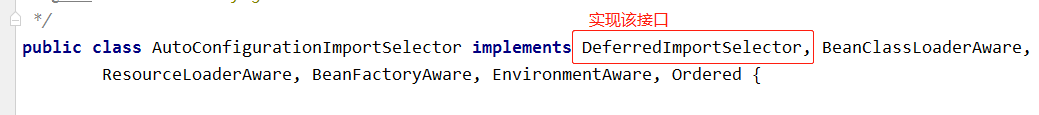 */
实现该接口
public class AutoConfigurationImportSelector implements DeferredImportSelector, BeanClassLoaderAware,
ResourceLoaderAware, BeanFactoryAware, EnvironmentAware, Ordered {